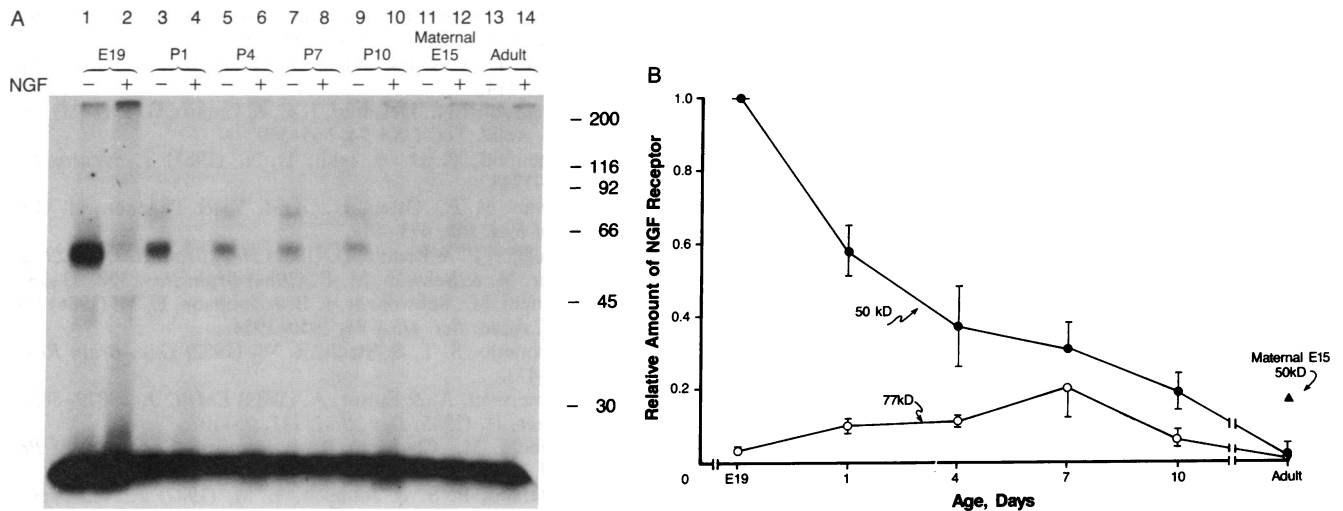 A
1 2 3 4 5 6 7 8 9 10 11 12 13 14
Maternal
E19 P1 P4 P7 P10 E15 Adult
NGF − + − + − + − + − + − + − +
– 200
– 116
– 92
– 66
– 45
– 30
B
Relative Amount of NGF Receptor
1.0
0.8
0.6
0.4
0.2
0
50 kD
77kD
Maternal E15
50kD
E19 1 4 7 10 Adult
Age, Days